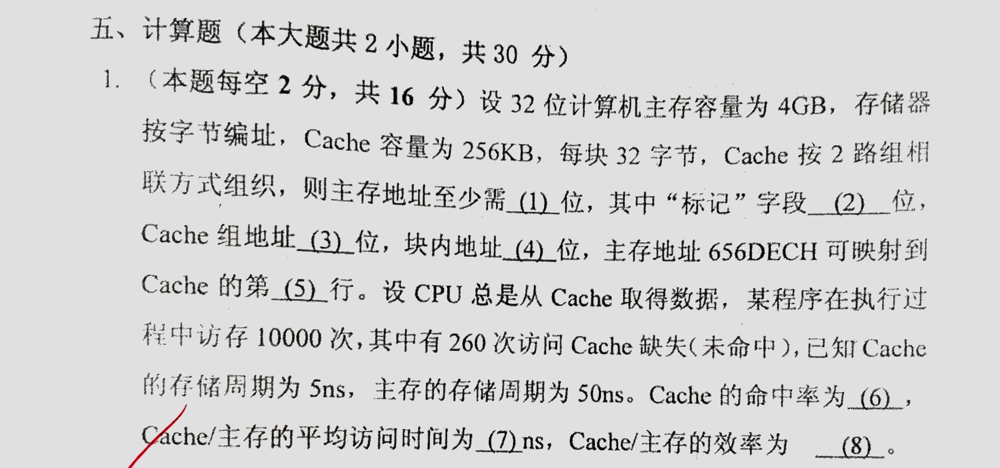 五、计算题（本大题共 2 小题，共 30 分）
1. （本题每空 2 分，共 16 分）设 32 位计算机主存容量为 4GB，存储器
按字节编址，Cache 容量为 256KB，每块 32 字节，Cache 按 2 路组相
联方式组织，则主存地址至少需 (1) 位，其中“标记”字段 (2) 位，
Cache 组地址 (3) 位，块内地址 (4) 位，主存地址 656DECH 可映射到
Cache 的第 (5) 行。设 CPU 总是从 Cache 取得数据，某程序在执行过
程中访存 10000 次，其中有 260 次访问 Cache 缺失（未命中），已知 Cache
的存储周期为 5ns，主存的存储周期为 50ns。Cache 的命中率为 (6) ，
Cache/主存的平均访问时间为 (7) ns，Cache/主存的效率为 (8) 。